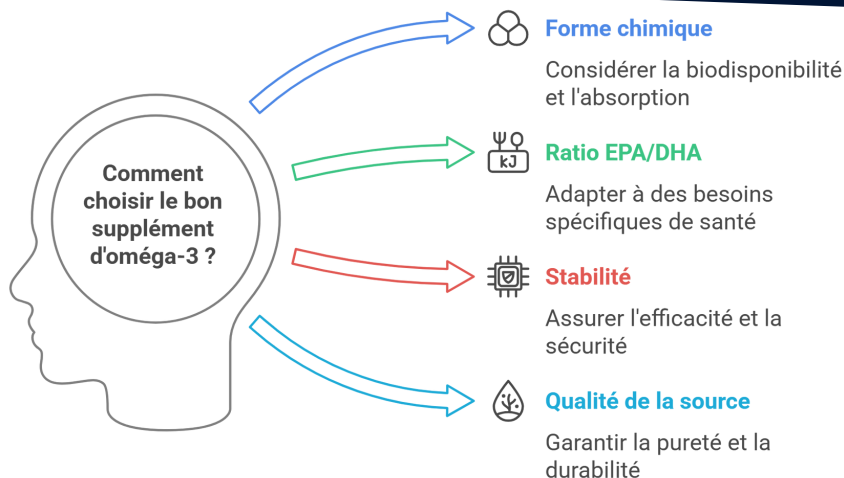 Comment
choisir le bon
supplément
d'oméga-3 ?
Forme chimique
Considérer la biodisponibilité
et l'absorption
kJ
Ratio EPA/DHA
Adapter à des besoins
spécifiques de santé
Stabilité
Assurer l'efficacité et la
sécurité
Qualité de la source
Garantir la pureté et la
durabilité